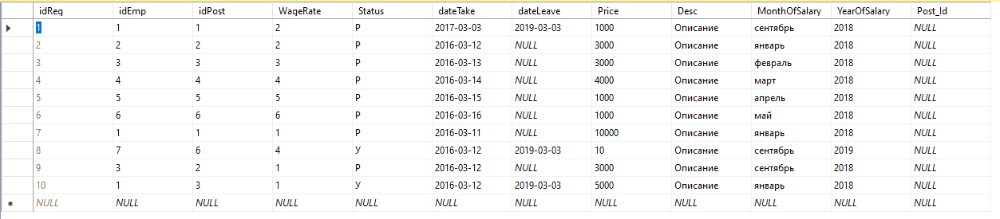 idReg idEmp idPost WageRate Status dateTake dateLeave Price Desc MonthOfSalary YearOfSalary Post_Id
1 1 1 2 Р 2017-03-03 2019-03-03 1000 Описание сентябрь 2018 NULL
2 2 2 2 Р 2016-03-12 NULL 3000 Описание январь 2018 NULL
3 3 3 3 Р 2016-03-13 NULL 3000 Описание февраль 2018 NULL
4 4 4 4 Р 2016-03-14 NULL 4000 Описание март 2018 NULL
5 5 5 5 Р 2016-03-15 NULL 1000 Описание апрель 2018 NULL
6 6 6 6 Р 2016-03-16 NULL 1000 Описание май 2018 NULL
7 1 1 1 Р 2016-03-11 NULL 10000 Описание январь 2018 NULL
8 7 6 4 У 2016-03-12 2019-03-03 10 Описание сентябрь 2019 NULL
9 3 2 1 Р 2016-03-12 NULL 3000 Описание сентябрь 2018 NULL
10 1 3 1 У 2016-03-12 2019-03-03 5000 Описание январь 2018 NULL
NULL NULL NULL NULL NULL NULL NULL NULL NULL NULL NULL NULL